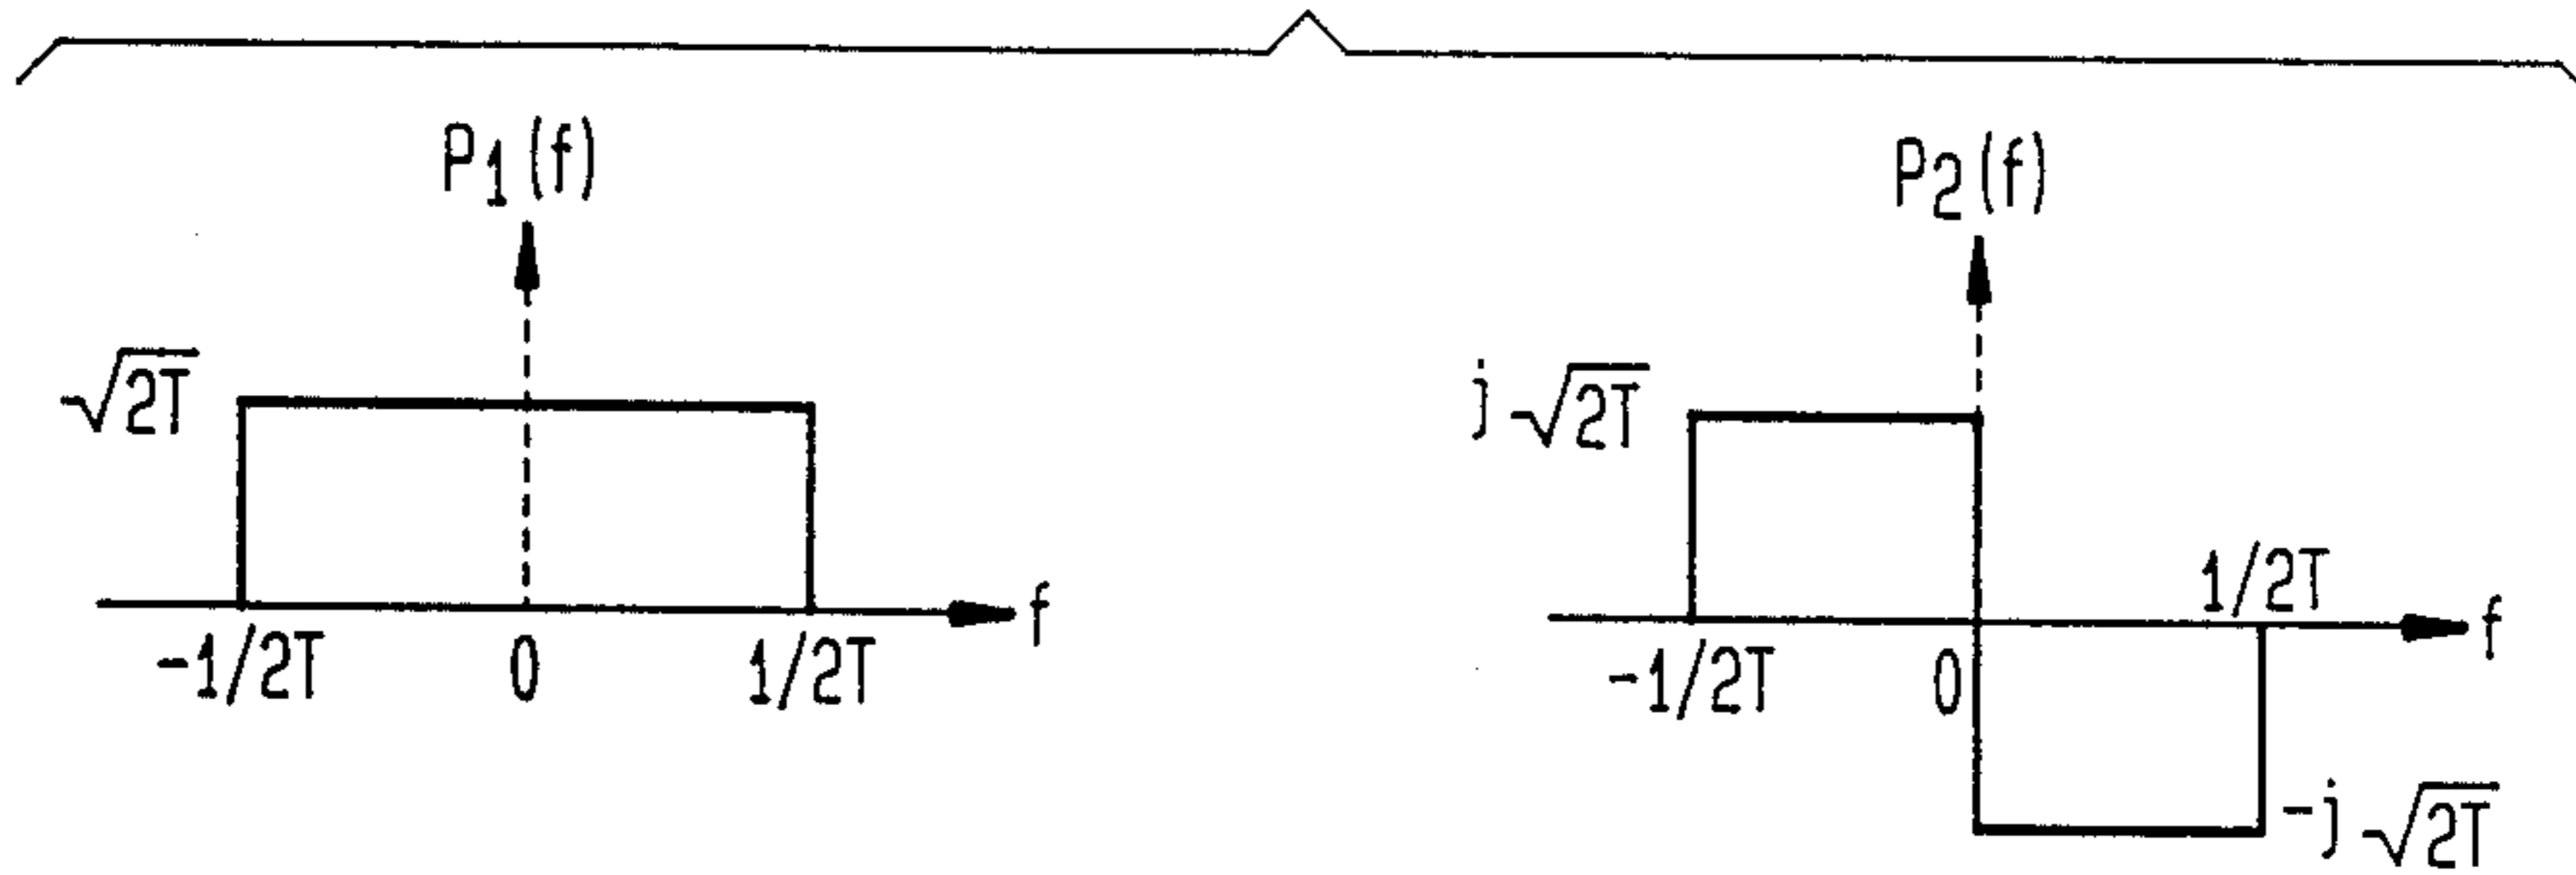 P1(f)
P2(f)
√2T
j √2T
-1/2T
0
1/2T
f
-1/2T
0
1/2T
f
-j √2T